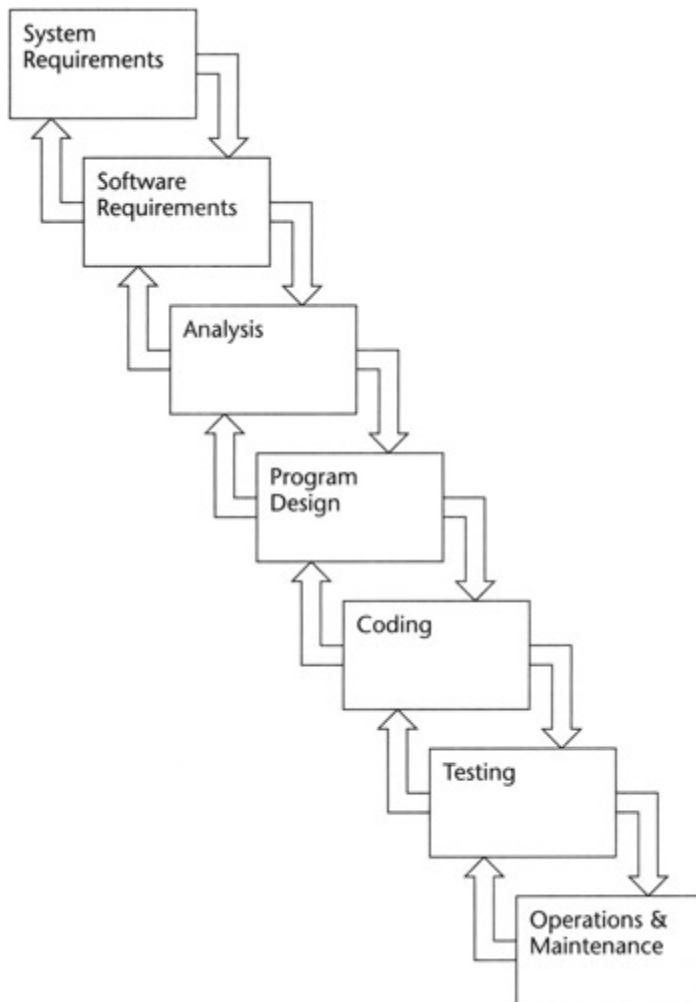 System
Requirements
Software
Requirements
Analysis
Program
Design
Coding
Testing
Operations &
Maintenance